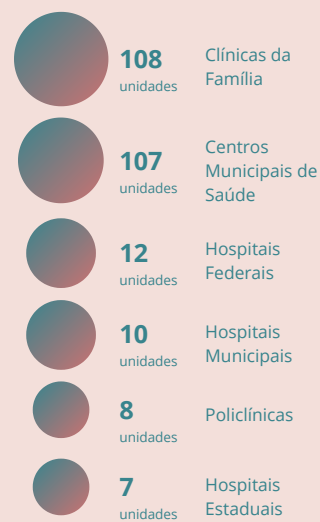 108
unidades
Clínicas da
Família
107
unidades
Centros
Municipais de
Saúde
12
unidades
Hospitais
Federais
10
unidades
Hospitais
Municipais
8
unidades
Policlínicas
7
unidades
Hospitais
Estaduais